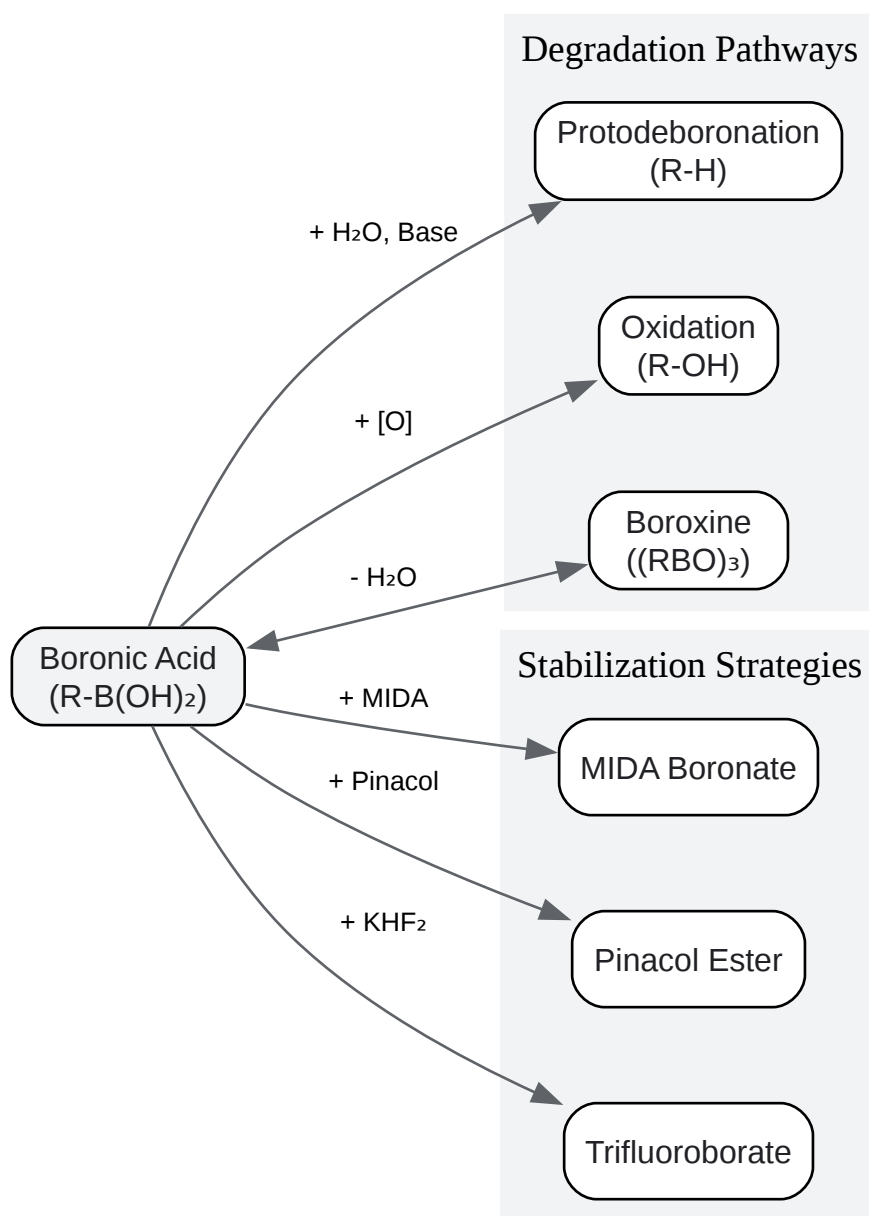 Degradation Pathways
Protodeboronation
(R-H)
+ H₂O, Base
Oxidation
(R-OH)
+ [O]
Boroxine
((RBO)₃)
- H₂O
Boronic Acid
(R-B(OH)₂)
Stabilization Strategies
+ MIDA
MIDA Boronate
+ Pinacol
Pinacol Ester
+ KHF₂
Trifluoroborate